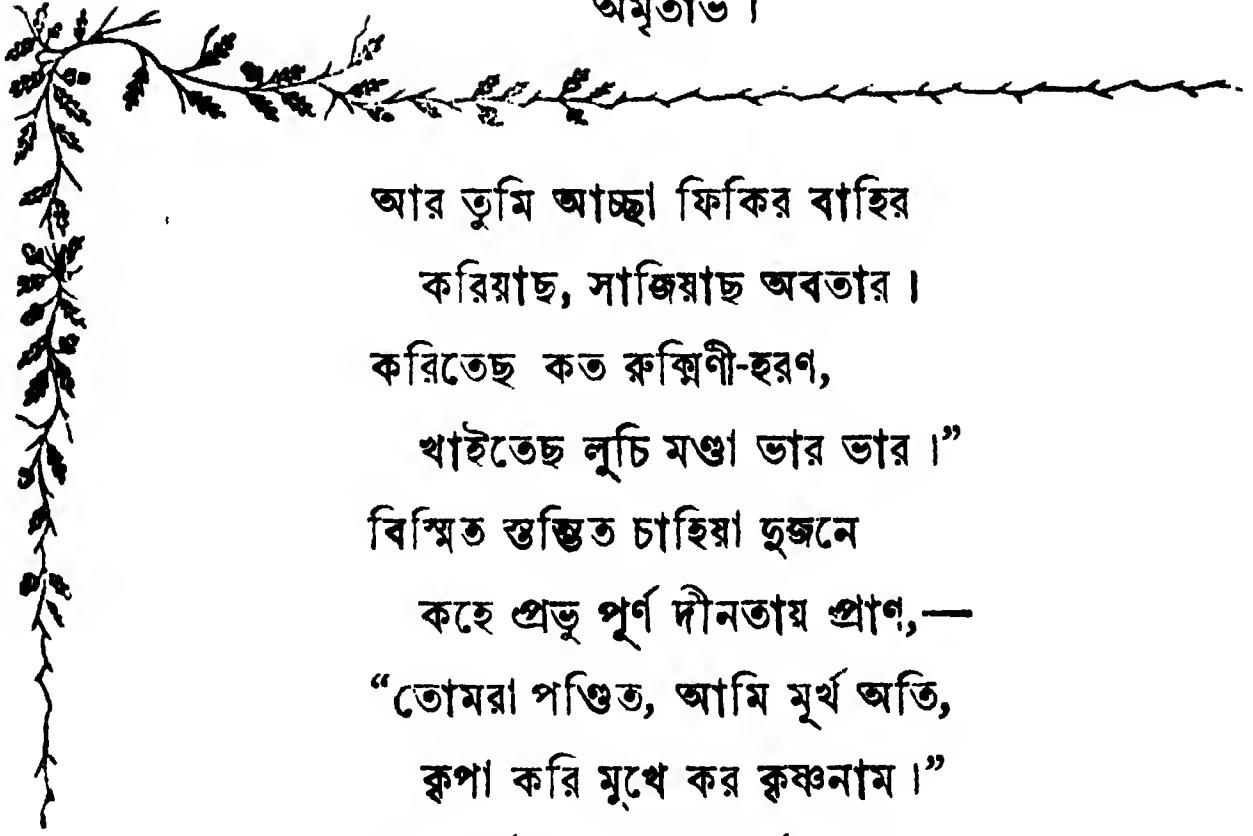 অমৃতাভ ।
আর তুমি আচ্ছা ফিকির বাহির
করিয়াছ, সাজিয়াছ অবতার ।
করিতেছ কত রুক্মিণী-হরণ,
খাইতেছ লুচি মণ্ডা ভার ভার ।”
বিস্মিত স্তম্ভিত চাহিয়া দুজনে
কহে প্রভু পূর্ণ দীনতায় প্রাণ,—
“তোমরা পণ্ডিত, আমি মূর্খ অতি,
কৃপা করি মুখে কর কৃষ্ণনাম ।”